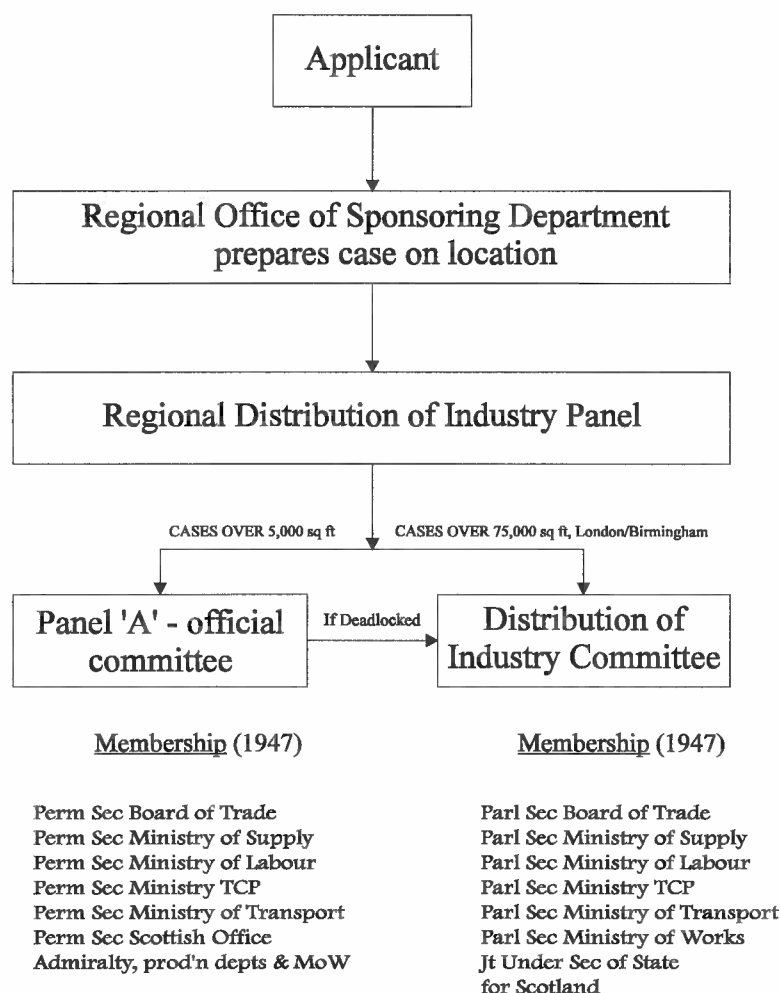 Applicant
Regional Office of Sponsoring Department
prepares case on location
Regional Distribution of Industry Panel
CASES OVER 5,000 sq ft
CASES OVER 75,000 sq ft, London/Birmingham
Panel 'A' - official
committee
If Deadlocked
Distribution of
Industry Committee
Membership (1947)
Perm Sec Board of Trade
Perm Sec Ministry of Supply
Perm Sec Ministry of Labour
Perm Sec Ministry TCP
Perm Sec Ministry of Transport
Perm Sec Scottish Office
Admiralty, prod'n depts & MoW
Membership (1947)
Parl Sec Board of Trade
Parl Sec Ministry of Supply
Parl Sec Ministry of Labour
Parl Sec Ministry TCP
Parl Sec Ministry of Transport
Parl Sec Ministry of Works
Jt Under Sec of State
for Scotland